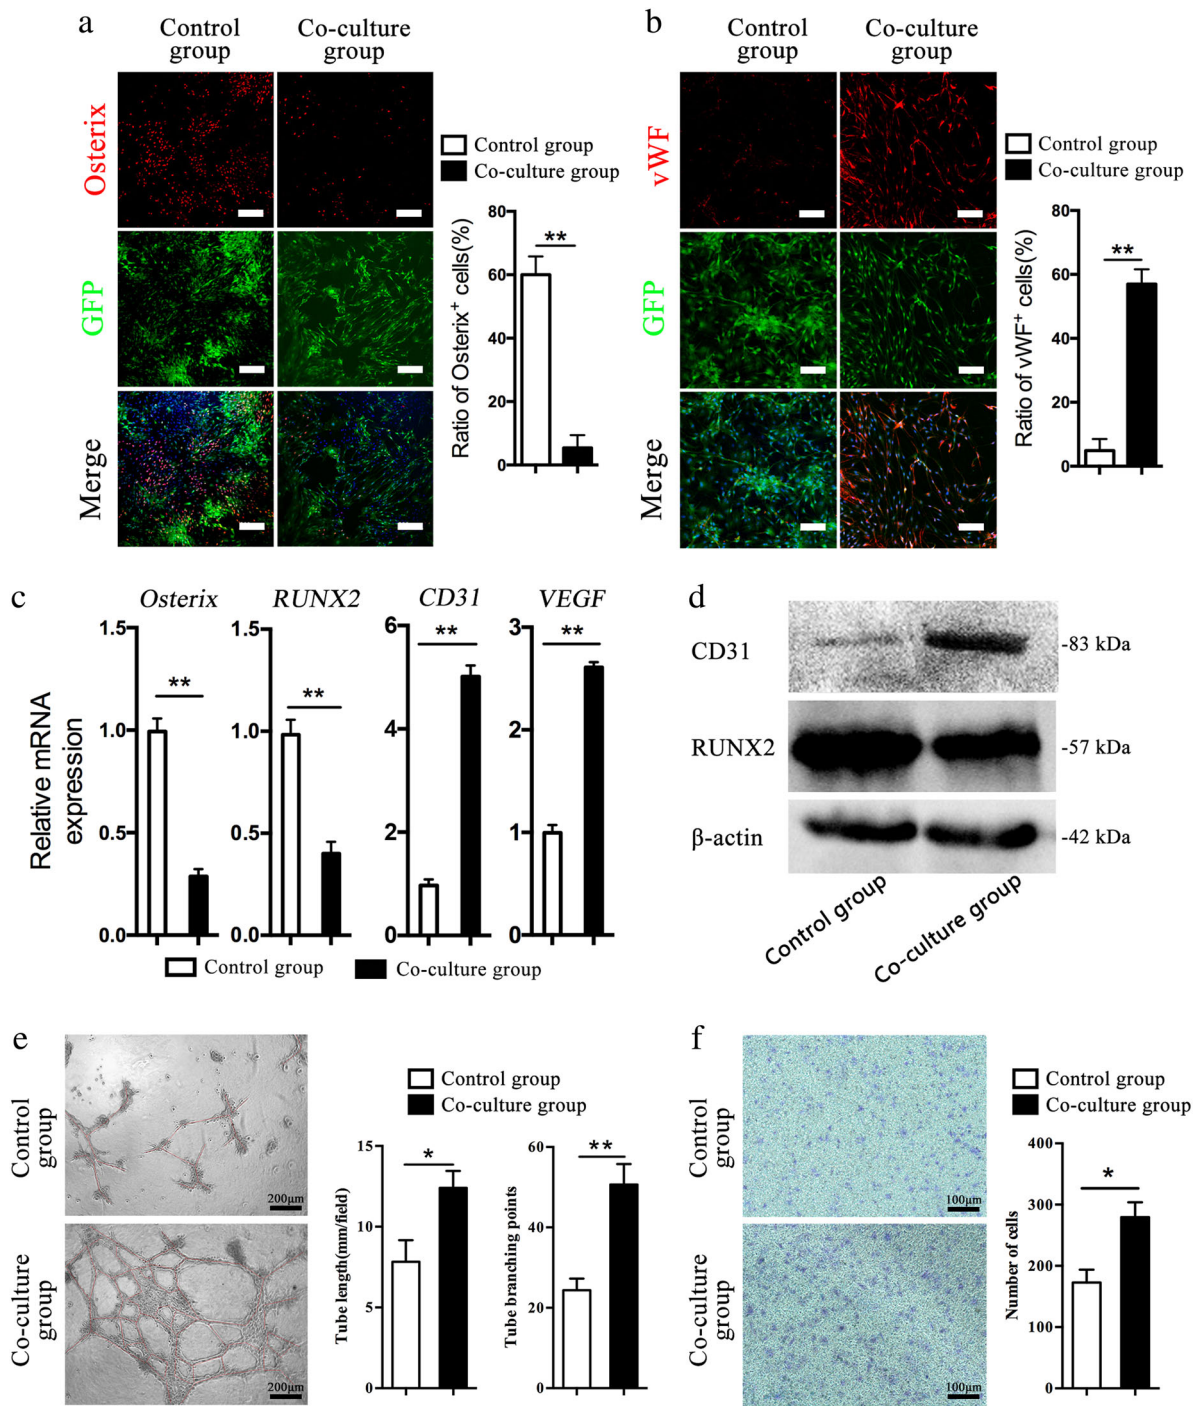 a
Control group
Co-culture group
Osterix
GFP
Merge
Control group
Co-culture group
Ratio of Osterix+ cells(%)
80
60
40
20
0
**
b
Control group
Co-culture group
vWF
GFP
Merge
Control group
Co-culture group
Ratio of vWF+ cells(%)
80
60
40
20
0
**
c
Relative mRNA
expression
Osterix
1.5
1.0
0.5
0.0
**
RUNX2
1.5
1.0
0.5
0.0
**
CD31
6
4
2
0
**
VEGF
3
2
1
0
**
Control group
Co-culture group
d
CD31
-83 kDa
RUNX2
-57 kDa
β-actin
-42 kDa
Control group
Co-culture group
e
Control
group
200μm
Co-culture
group
200μm
Control group
Co-culture group
Tube length(mm/field)
15
10
5
0
*
Tube branching points
60
40
20
0
**
f
Control
group
100μm
Co-culture
group
100μm
Control group
Co-culture group
Number of cells
400
300
200
100
0
*